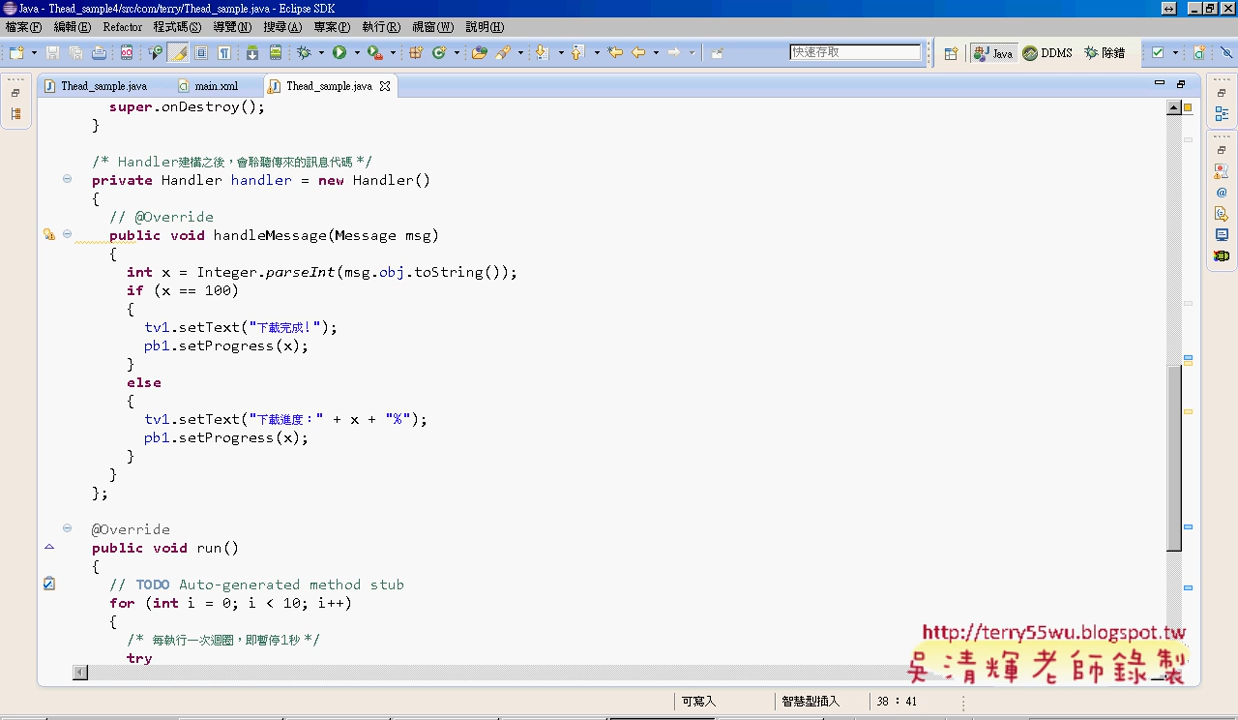 Java - Thead_sample4/src/com/terry/Thead_sample.java - Eclipse SDK
檔案(F) 編輯(E) Refactor 程式碼(S) 導覽(N) 搜尋(A) 專案(P) 執行(R) 視窗(W) 說明(H)
快速存取 Java DDMS 除錯
Thead_sample.java main.xml Thead_sample.java
super.onDestroy();
}
/* Handler建構之後，會聆聽傳來的訊息代碼 */
private Handler handler = new Handler()
{
// @Override
public void handleMessage(Message msg)
{
int x = Integer.parseInt(msg.obj.toString());
if (x == 100)
{
tv1.setText("下載完成!");
pb1.setProgress(x);
}
else
{
tv1.setText("下載進度：" + x + "%");
pb1.setProgress(x);
}
}
};
@Override
public void run()
{
// TODO Auto-generated method stub
for (int i = 0; i < 10; i++)
{
/* 每執行一次迴圈，即暫停1秒 */
try
http://terry55wu.blogspot.tw
吳清輝老師錄製
可寫入 智慧型插入 38 : 41